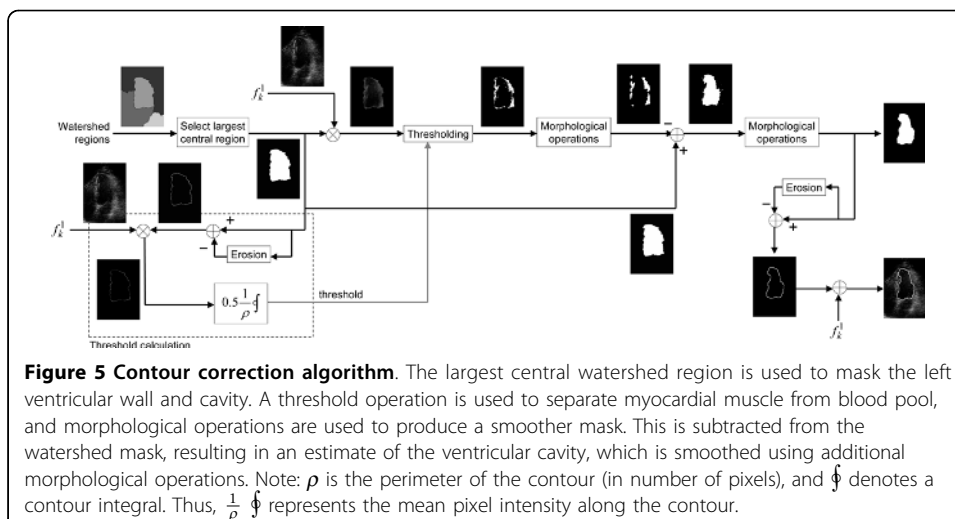 f_k^1
Watershed regions
Select largest central region
Thresholding
Morphological operations
Morphological operations
−
+
Erosion
−
+
f_k^1
+
−
Erosion
0.5 1/ρ ∮
threshold
Threshold calculation
f_k^1
Figure 5 Contour correction algorithm. The largest central watershed region is used to mask the left
ventricular wall and cavity. A threshold operation is used to separate myocardial muscle from blood pool,
and morphological operations are used to produce a smoother mask. This is subtracted from the
watershed mask, resulting in an estimate of the ventricular cavity, which is smoothed using additional
morphological operations. Note: ρ is the perimeter of the contour (in number of pixels), and ∮ denotes a
contour integral. Thus, 1/ρ ∮ represents the mean pixel intensity along the contour.